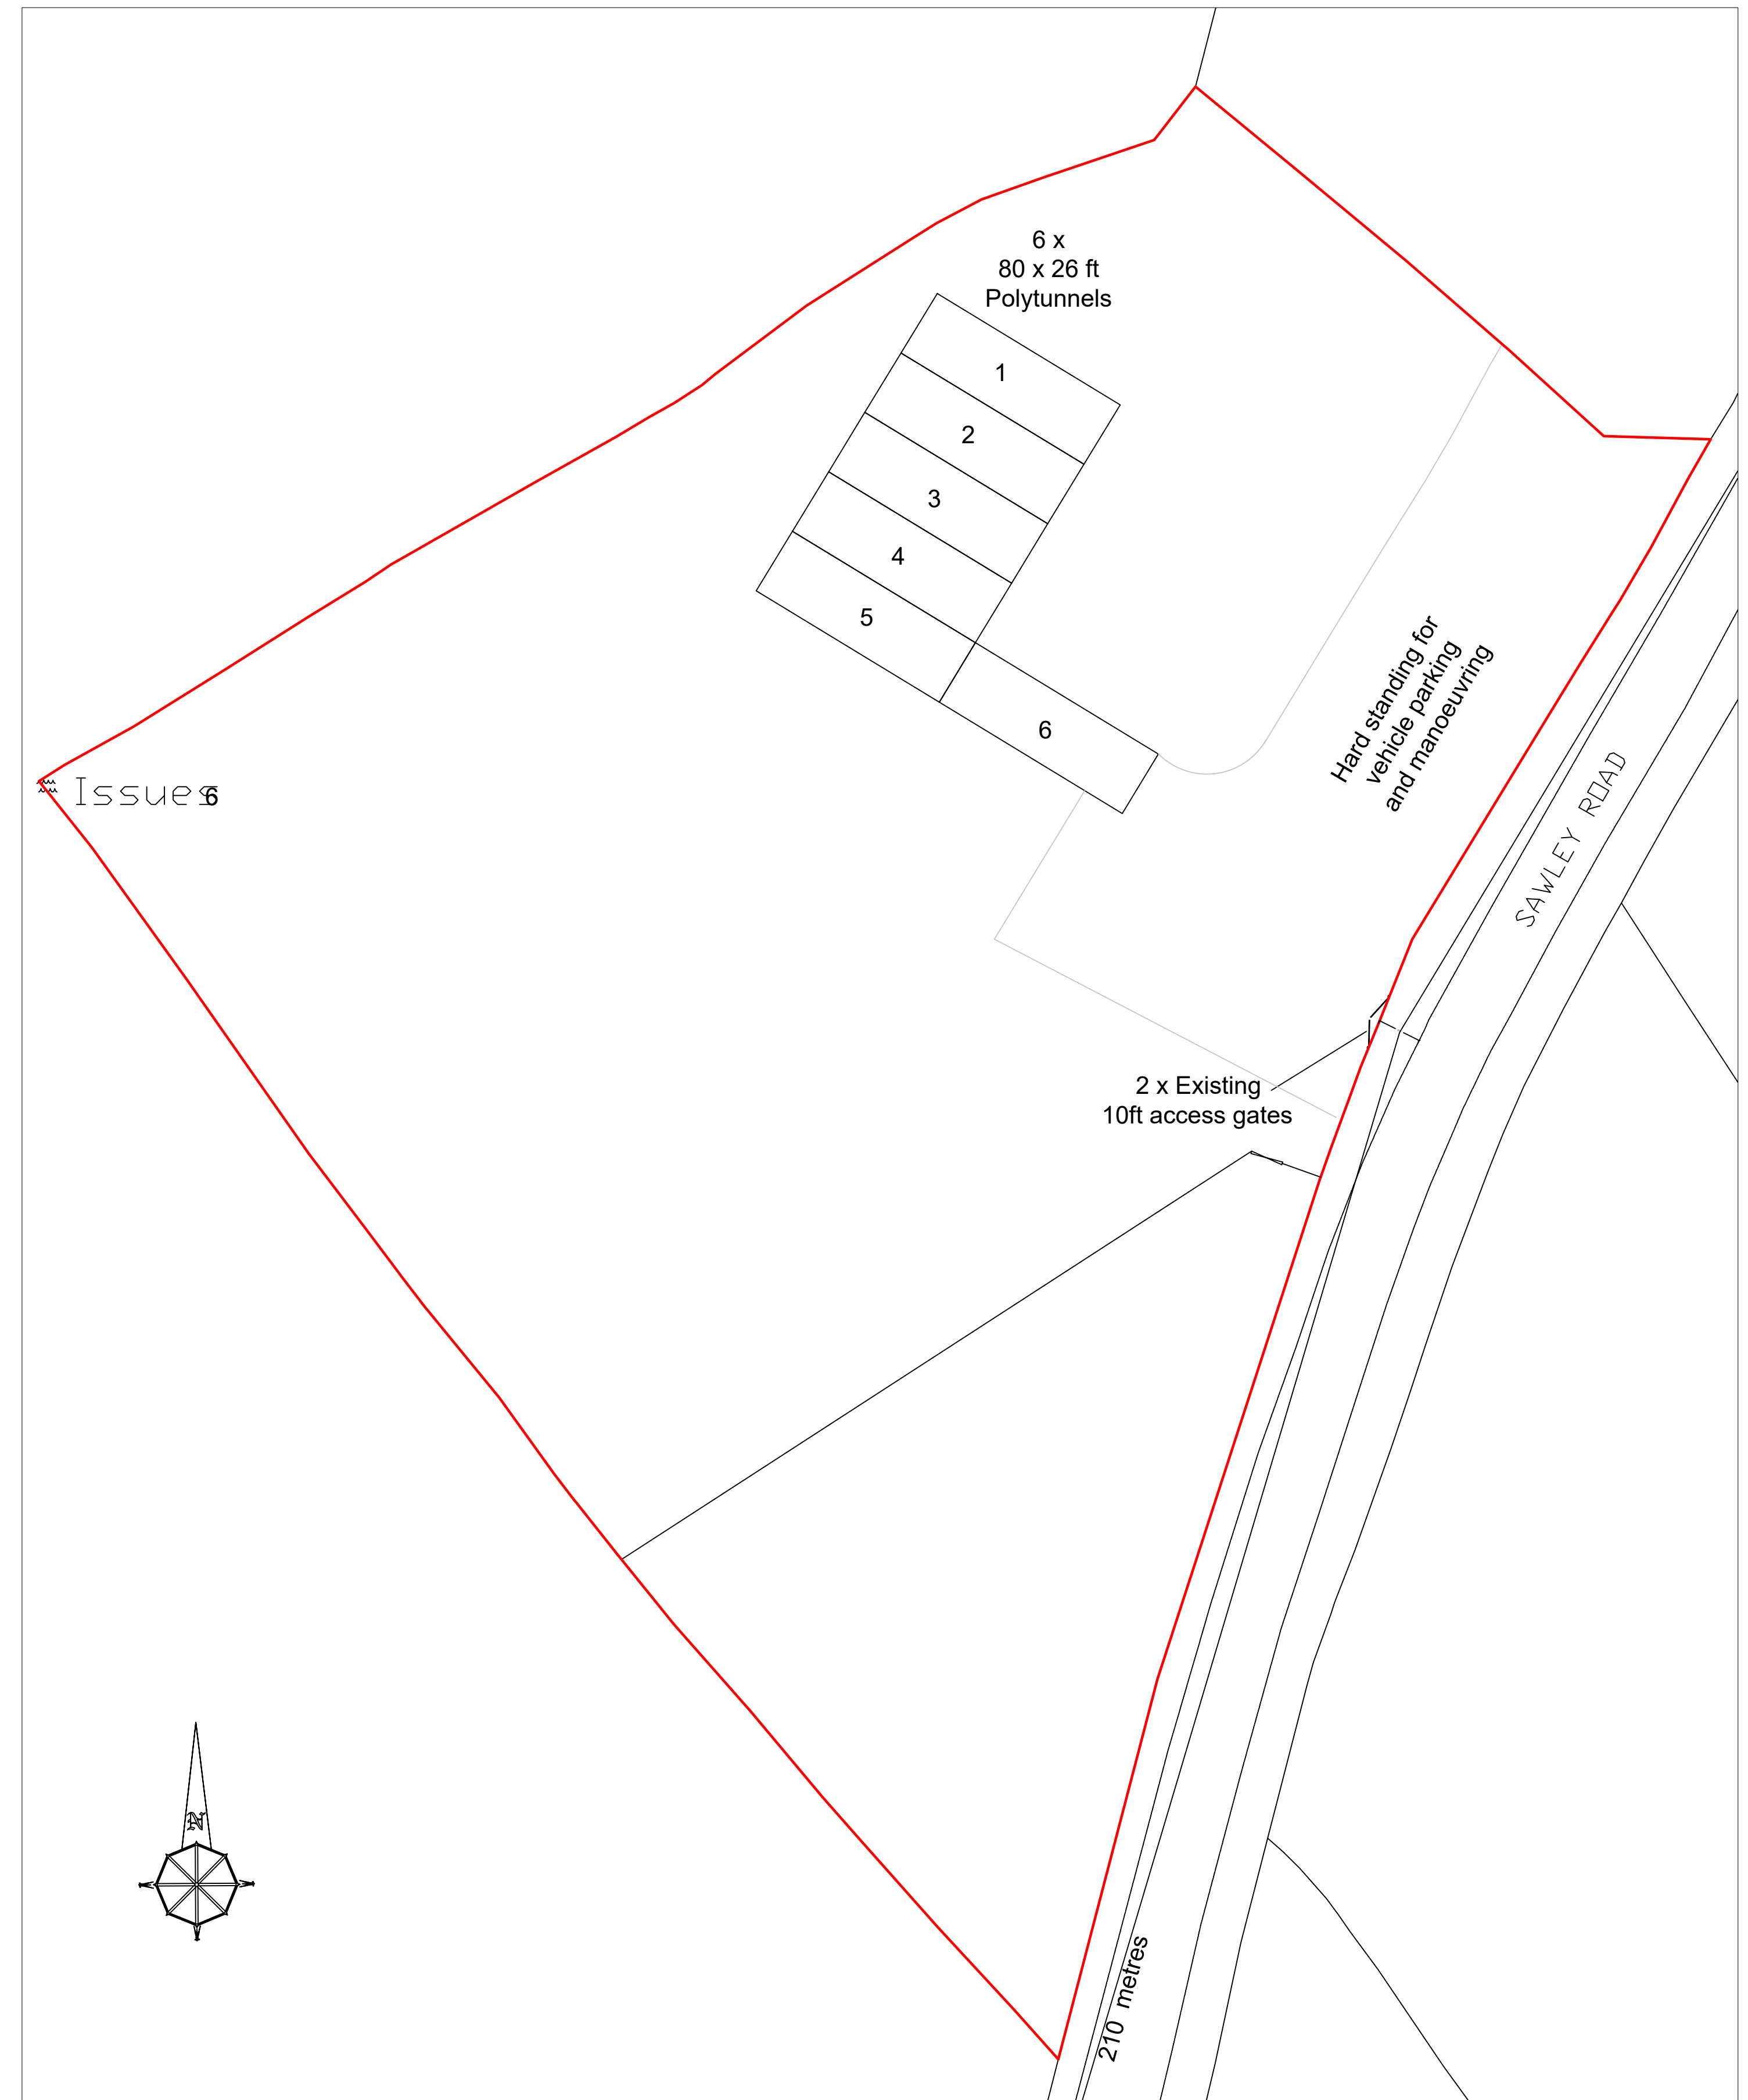 6 x
80 x 26 ft
Polytunnels
1
2
3
4
5
6
Hard standing for
vehicle parking
and manoeuvring
SAWLEY ROAD
Issues
6
2 x Existing
10ft access gates
N
210 metres